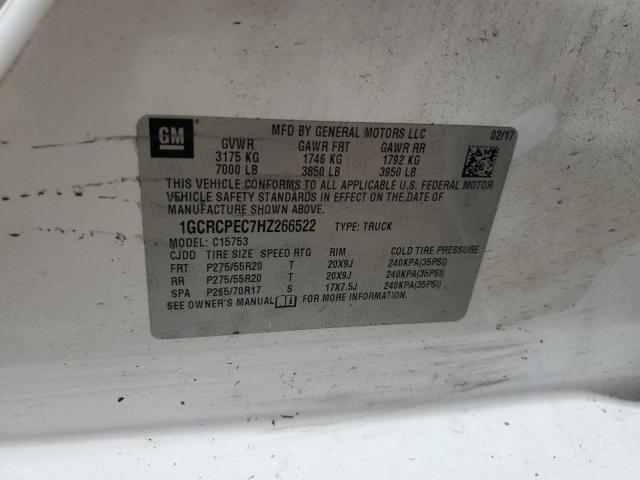 GM
MFD BY GENERAL MOTORS LLC 02/17
GVWR GAWR FRT GAWR RR
3175 KG 1746 KG 1792 KG
7000 LB 3850 LB 3950 LB
THIS VEHICLE CONFORMS TO ALL APPLICABLE U.S. FEDERAL MOTOR
VEHICLE SAFETY STANDARDS IN EFFECT ON THE DATE OF
MANUFACTURE SHOWN ABOVE.
1GCRCPEC7HZ266522 TYPE: TRUCK
MODEL: C15753
CJDD TIRE SIZE SPEED RTG RIM COLD TIRE PRESSURE
FRT P275/55R20 T 20X9J 240KPA(35PSI)
RR P275/55R20 T 20X9J 240KPA(35PSI)
SPA P265/70R17 S 17X7.5J 240KPA(35PSI)
SEE OWNER'S MANUAL FOR MORE INFORMATION.